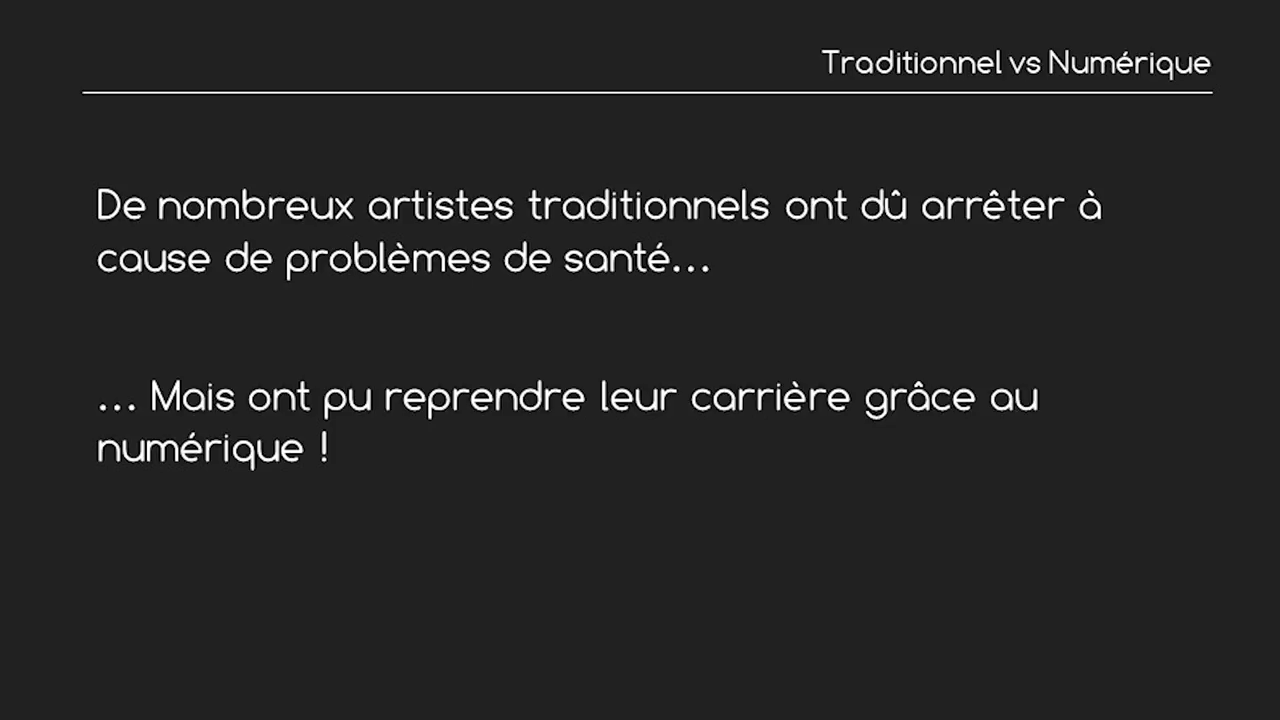 Traditionnel vs Numérique
De nombreux artistes traditionnels ont dû arrêter à
cause de problèmes de santé...
... Mais ont pu reprendre leur carrière grâce au
numérique !